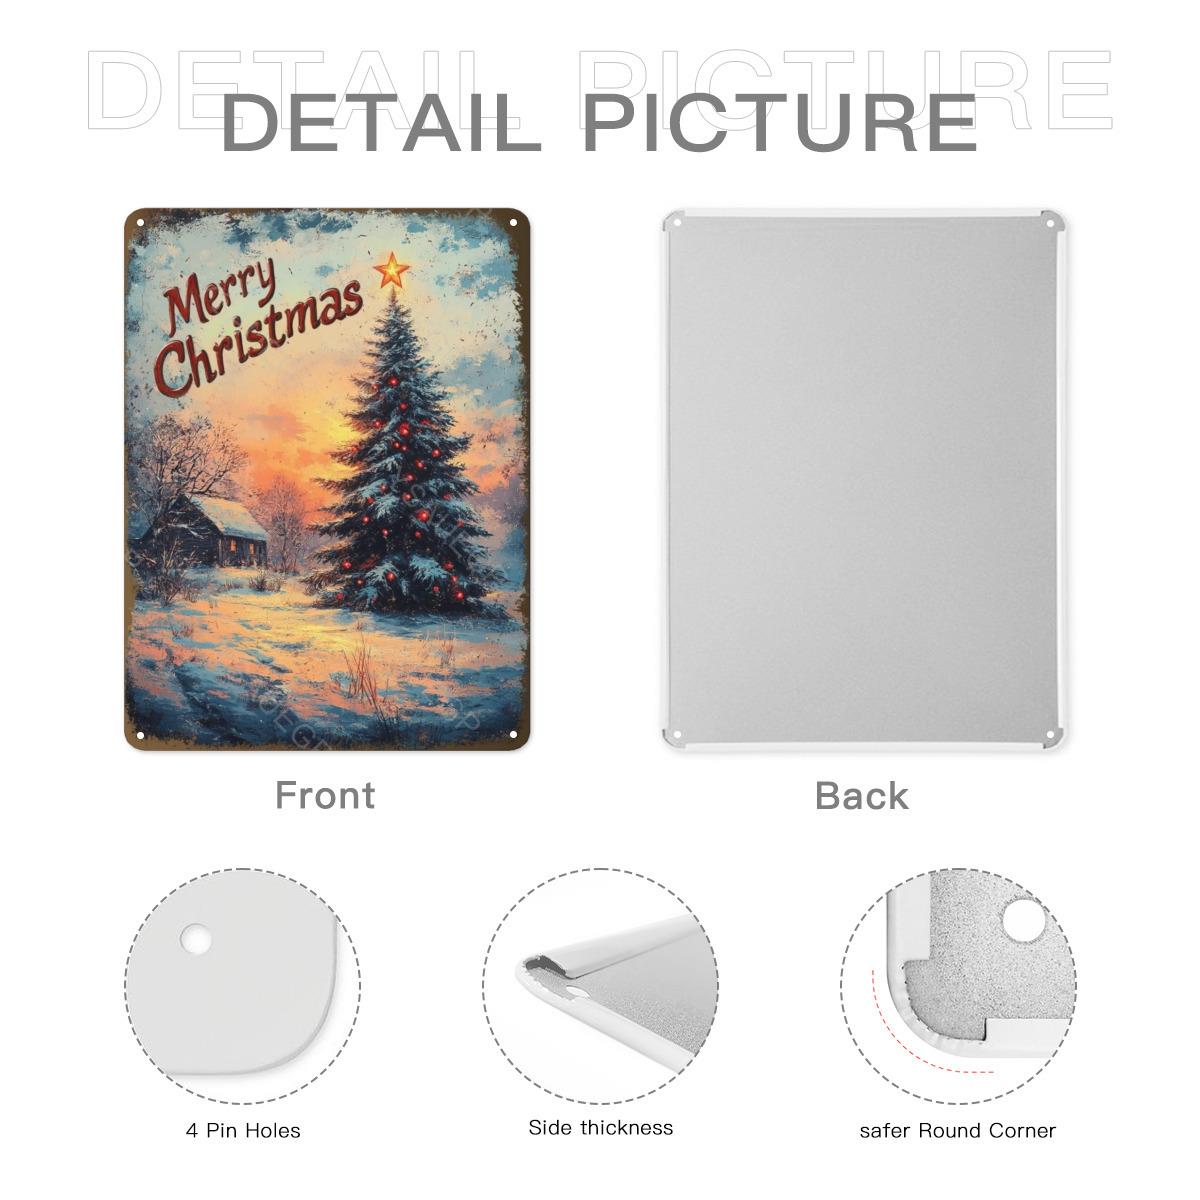 DETAIL PICTURE
DETAIL PICTURE
Merry
Christmas
Front
Back
4 Pin Holes
Side thickness
safer Round Corner